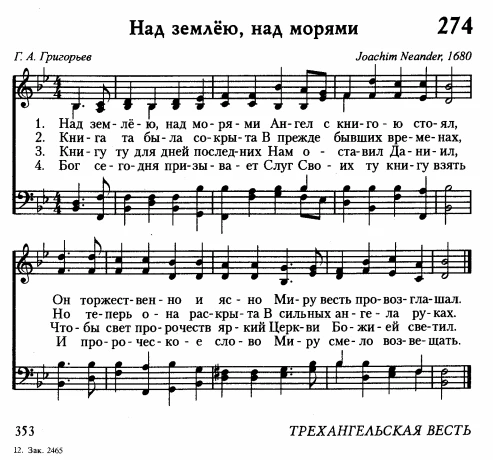 Над землёю, над морями 274
Г. А. Григорьев Joachim Neander, 1680
1. Над зем-лё-ю, над мо-ря-ми Ан-гел с кни-го-ю сто-ял,
2. Кни-га та бы-ла со-кры-та В прежде бывших вре-ме-нах,
3. Кни-гу ту для дней послед-них Нам о-ста-вил Да-ни-ил,
4. Бог се-го-дня при-зы-ва-ет Слуг Сво-их ту кни-гу взять
Он торжест-вен-но и яс-но Ми-ру весть про-воз-гла-шал.
Но те-перь о-на рас-кры-та В сильных ан-ге-ла ру-ках.
Что-бы свет про-рочеств яр-кий Церк-ви Бо-жи-ей све-тил.
И про-ро-чес-ко-е сло-во Ми-ру сме-ло воз-ве-щать.
353 ТРЕХАНГЕЛЬСКАЯ ВЕСТЬ
12. Зак. 2465